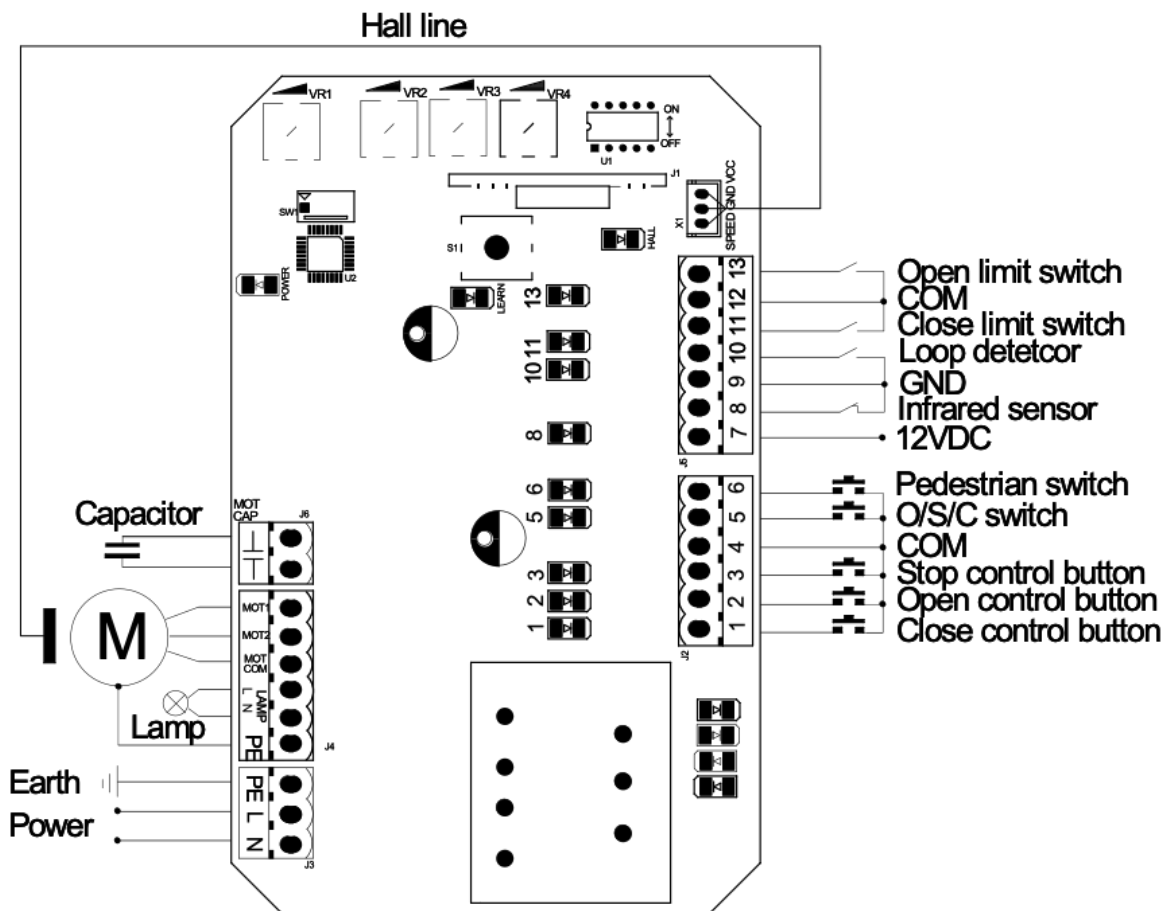 Hall line
VR1
VR2
VR3
VR4
ON
OFF
U1
J1
SW1
U2
POWER
S1
LEARN
HALL
X1
SPEED GND VCC
13
12
11
10
9
8
7
J5
Open limit switch
COM
Close limit switch
Loop detetcor
GND
Infrared sensor
12VDC
13
11
10
8
6
5
3
2
1
6
5
4
3
2
1
J2
Pedestrian switch
O/S/C switch
COM
Stop control button
Open control button
Close control button
Capacitor
MOT
CAP
J6
M
MOT1
MOT2
MOT
COM
L
N
LAMP
PE
J4
Lamp
Earth
Power
PE
L
N
J3